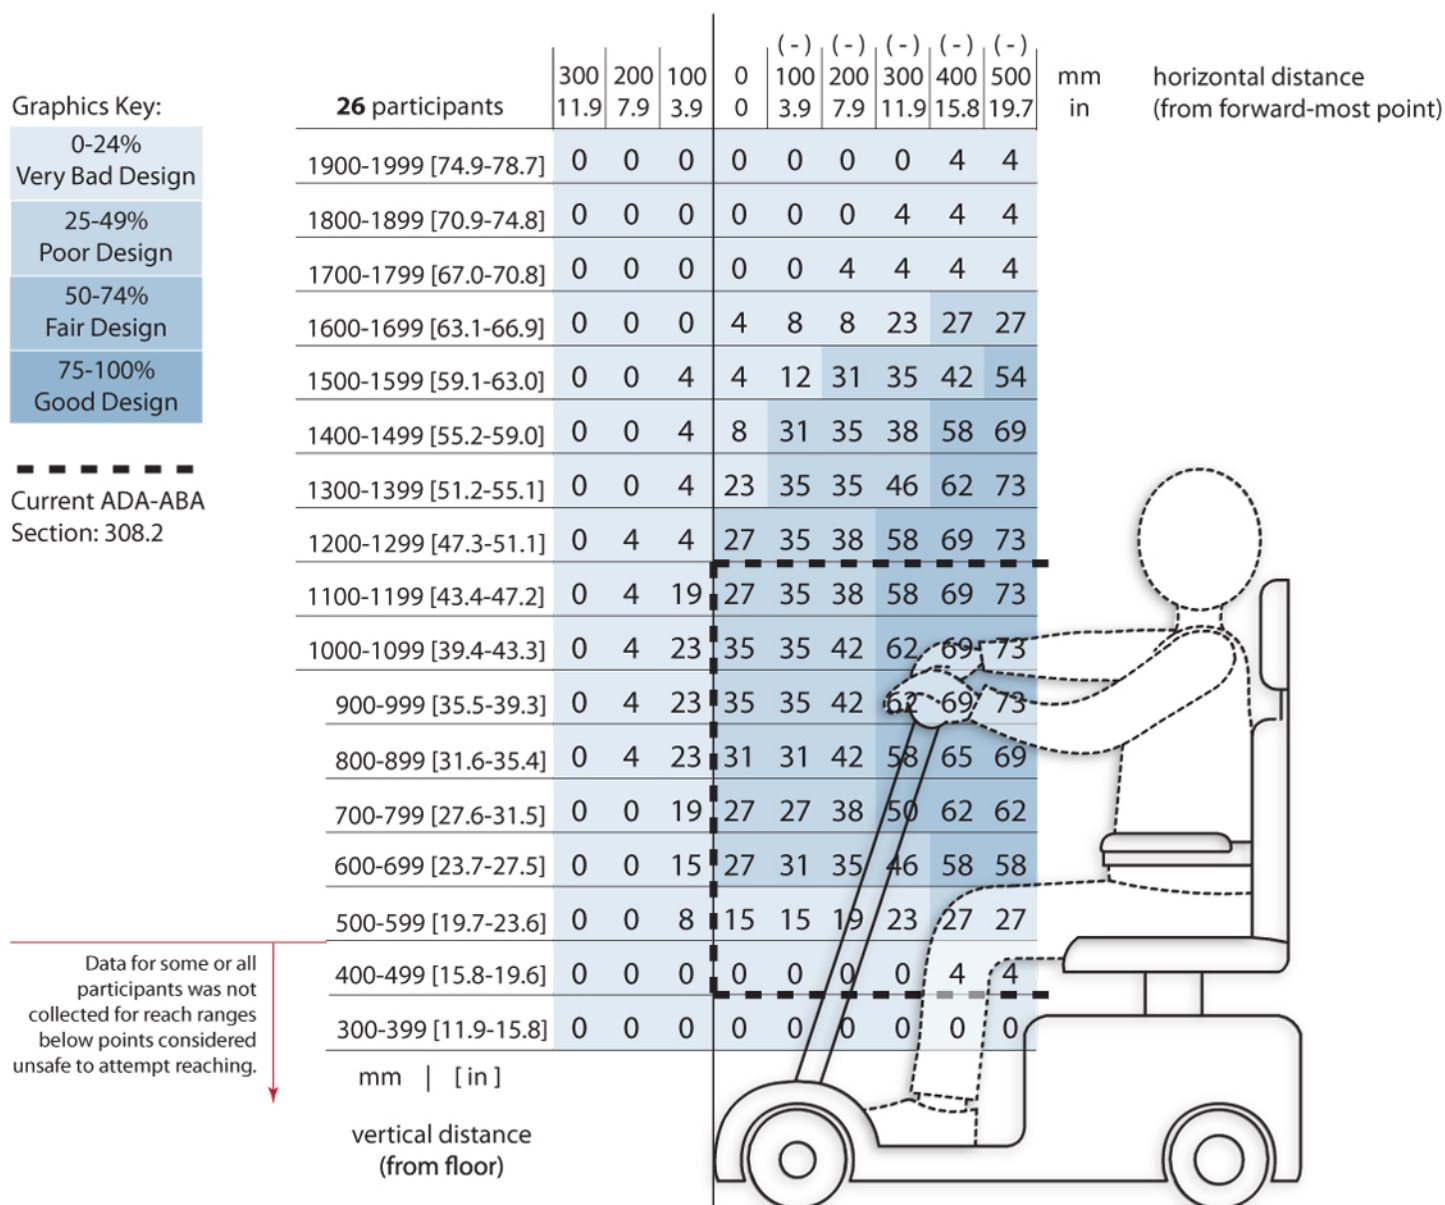 ( - ) ( - ) ( - ) ( - ) ( - )
300 200 100 0 100 200 300 400 500 mm horizontal distance
Graphics Key: 26 participants 11.9 7.9 3.9 0 3.9 7.9 11.9 15.8 19.7 in (from forward-most point)
0-24%
Very Bad Design
25-49%
Poor Design
50-74%
Fair Design
75-100%
Good Design
Current ADA-ABA
Section: 308.2
1900-1999 [74.9-78.7] 0 0 0 0 0 0 0 4 4
1800-1899 [70.9-74.8] 0 0 0 0 0 0 4 4 4
1700-1799 [67.0-70.8] 0 0 0 0 0 4 4 4 4
1600-1699 [63.1-66.9] 0 0 0 4 8 8 23 27 27
1500-1599 [59.1-63.0] 0 0 4 4 12 31 35 42 54
1400-1499 [55.2-59.0] 0 0 4 8 31 35 38 58 69
1300-1399 [51.2-55.1] 0 0 4 23 35 35 46 62 73
1200-1299 [47.3-51.1] 0 4 4 27 35 38 58 69 73
1100-1199 [43.4-47.2] 0 4 19 27 35 38 58 69 73
1000-1099 [39.4-43.3] 0 4 23 35 35 42 62 69 73
900-999 [35.5-39.3] 0 4 23 35 35 42 62 69 73
800-899 [31.6-35.4] 0 4 23 31 31 42 58 65 69
700-799 [27.6-31.5] 0 0 19 27 27 38 50 62 62
600-699 [23.7-27.5] 0 0 15 27 31 35 46 58 58
500-599 [19.7-23.6] 0 0 8 15 15 19 23 27 27
400-499 [15.8-19.6] 0 0 0 0 0 0 0 4 4
300-399 [11.9-15.8] 0 0 0 0 0 0 0 0 0
Data for some or all
participants was not
collected for reach ranges
below points considered
unsafe to attempt reaching.
mm | [ in ]
vertical distance
(from floor)